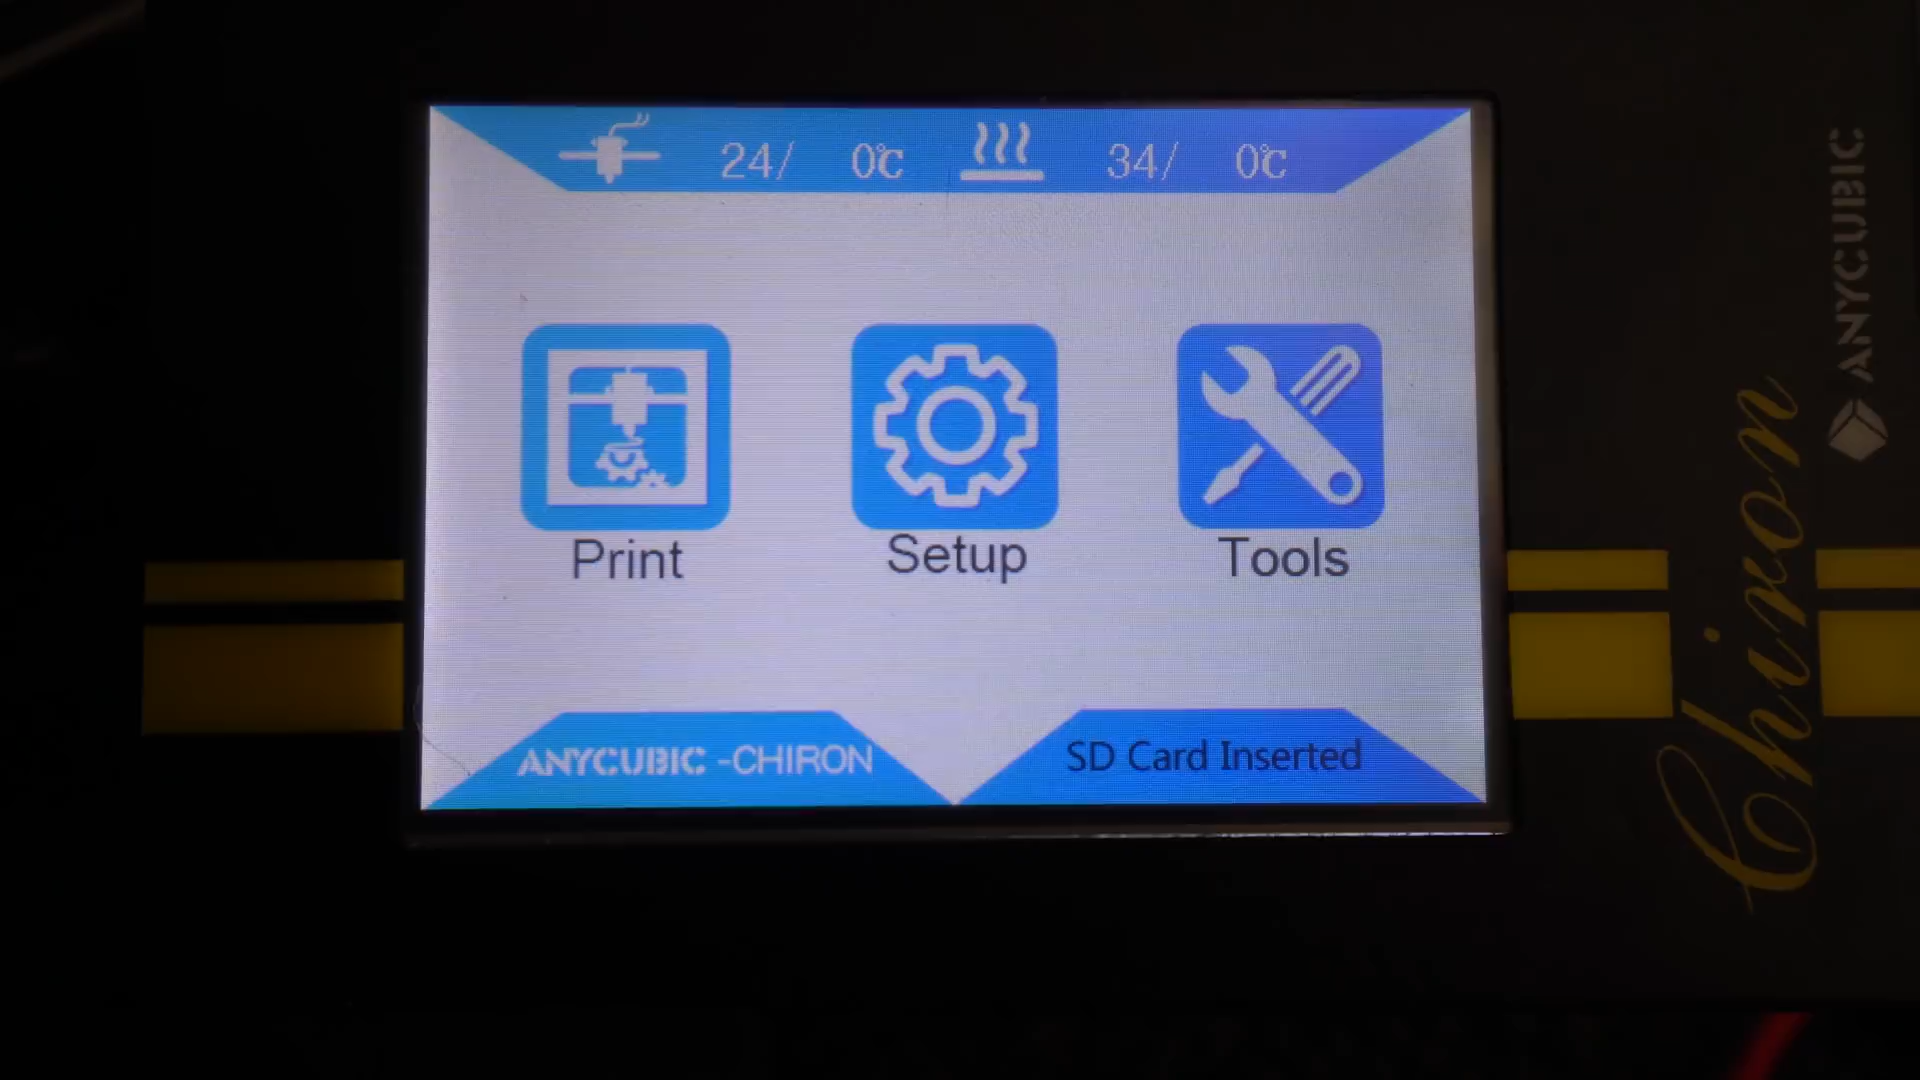 24/ 0℃ 34/ 0℃
Print Setup Tools
ANYCUBIC -CHIRON SD Card Inserted
Chiron
ANYCUBIC